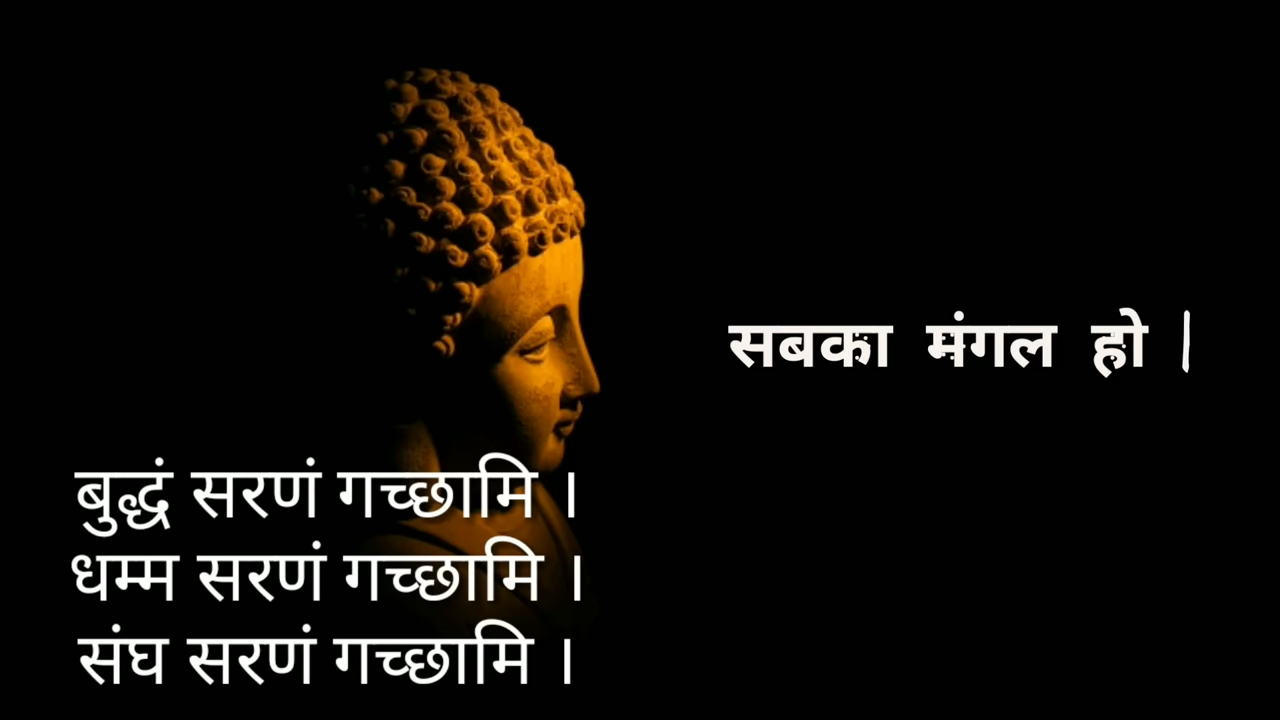 सबका मंगल हो |
बुद्धं सरणं गच्छामि ।
धम्म सरणं गच्छामि ।
संघ सरणं गच्छामि ।